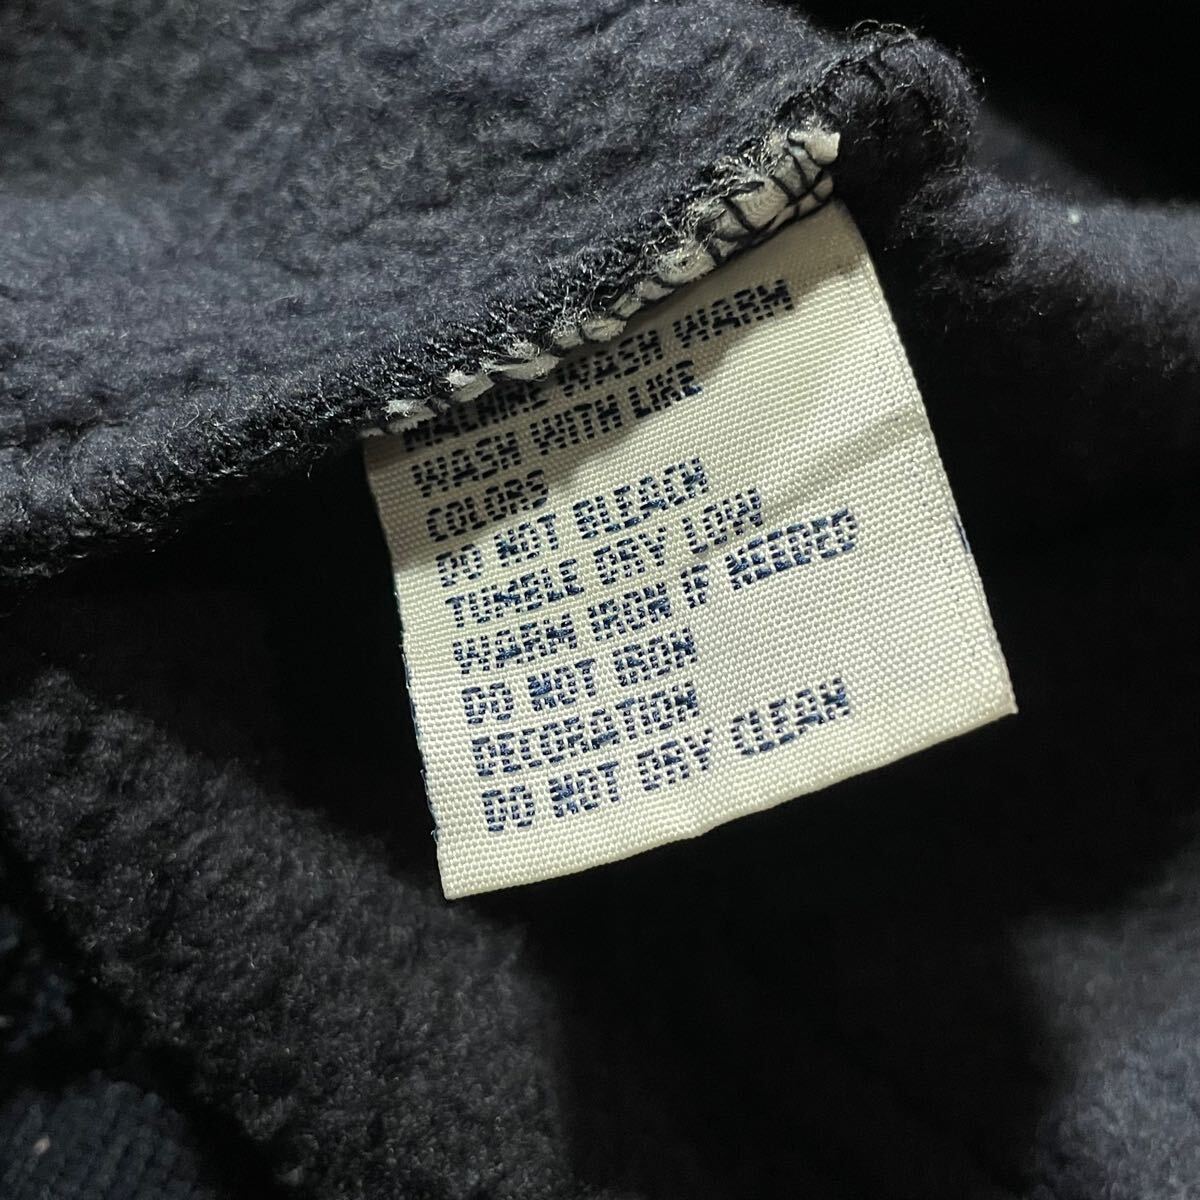 MACHINE WASH WARM
WASH WITH LIKE
COLORS
DO NOT BLEACH
TUMBLE DRY LOW
WARM IRON IF NEEDED
DO NOT IRON
DECORATION
DO NOT DRY CLEAN